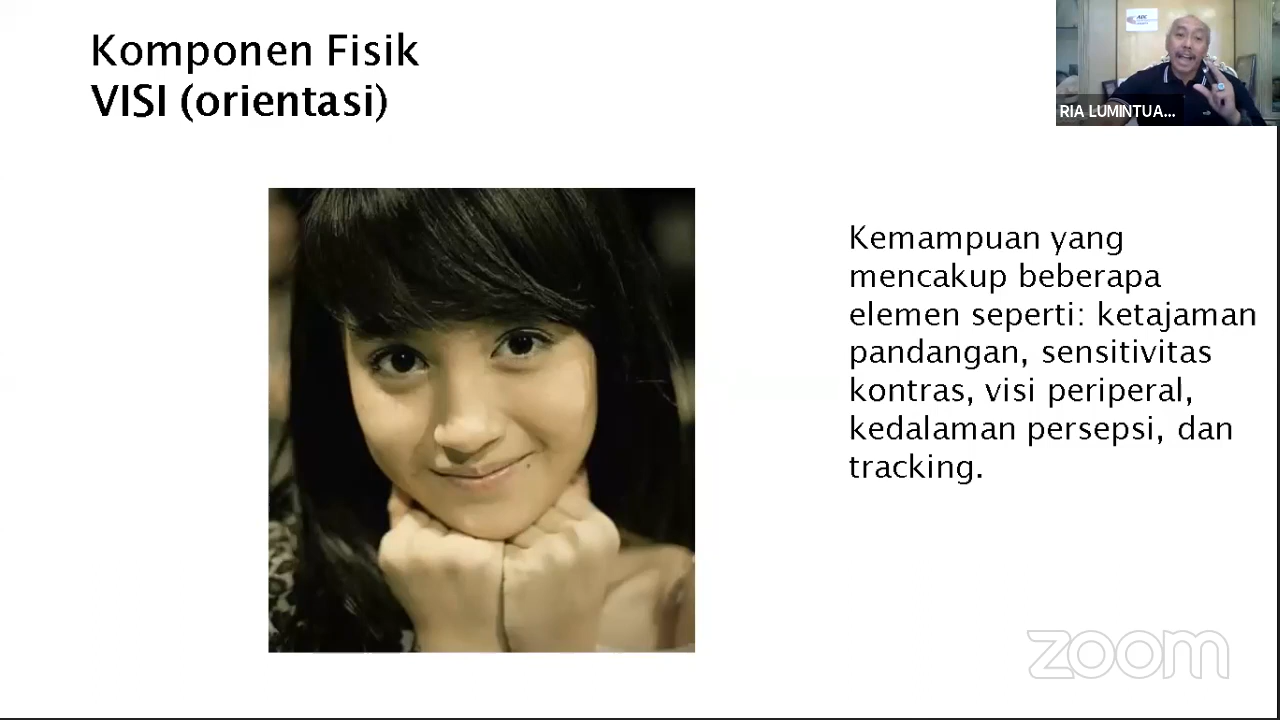 Komponen Fisik
VISI (orientasi)
RIA LUMINTUA...
Kemampuan yang
mencakup beberapa
elemen seperti: ketajaman
pandangan, sensitivitas
kontras, visi periperal,
kedalaman persepsi, dan
tracking.
zoom